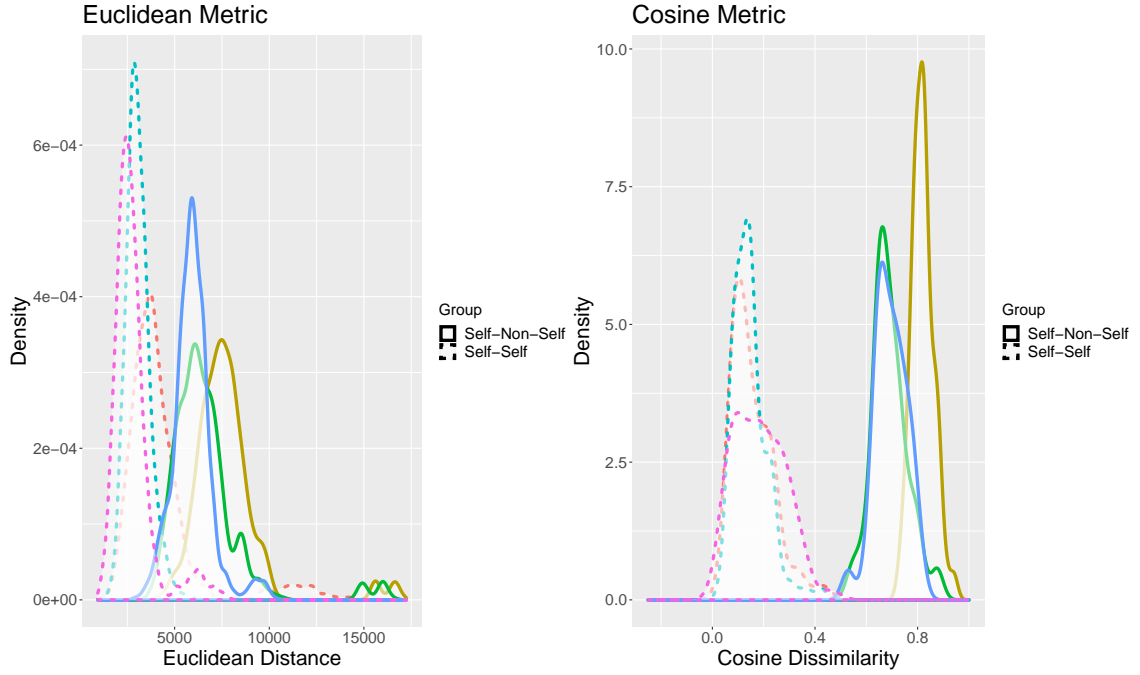 Euclidean Metric
Density
6e−04
4e−04
2e−04
0e+00
5000 10000 15000
Euclidean Distance
Group
Self−Non−Self
Self−Self
Cosine Metric
Density
10.0
7.5
5.0
2.5
0.0
0.0 0.4 0.8
Cosine Dissimilarity
Group
Self−Non−Self
Self−Self